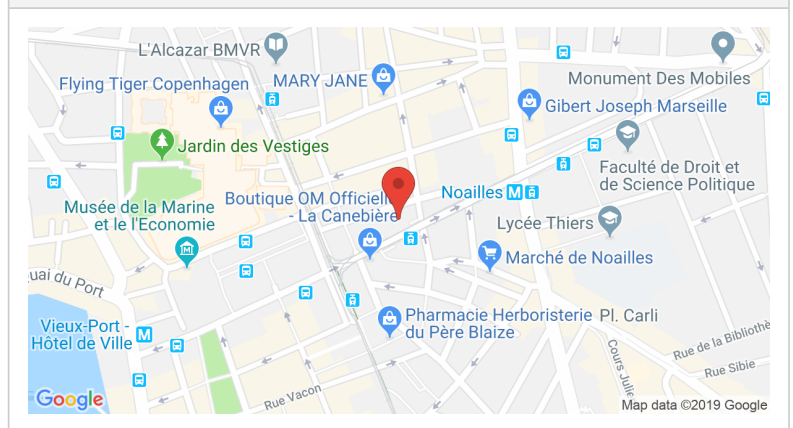 L'Alcazar BMVR
Monument Des Mobiles
Flying Tiger Copenhagen
MARY JANE
Gibert Joseph Marseille
Jardin des Vestiges
Faculté de Droit et
de Science Politique
Boutique OM Officielle
- La Canebière
Noailles M
Musée de la Marine
et le l'Economie
Lycée Thiers
Marché de Noailles
uai du Port
Vieux-Port -
Hôtel de Ville M
Pharmacie Herboristerie
du Père Blaize
Pl. Carli
Rue de la Bibliothè
Rue Sibie
Cours Julie
Rue Vacon
Google
Map data ©2019 Google